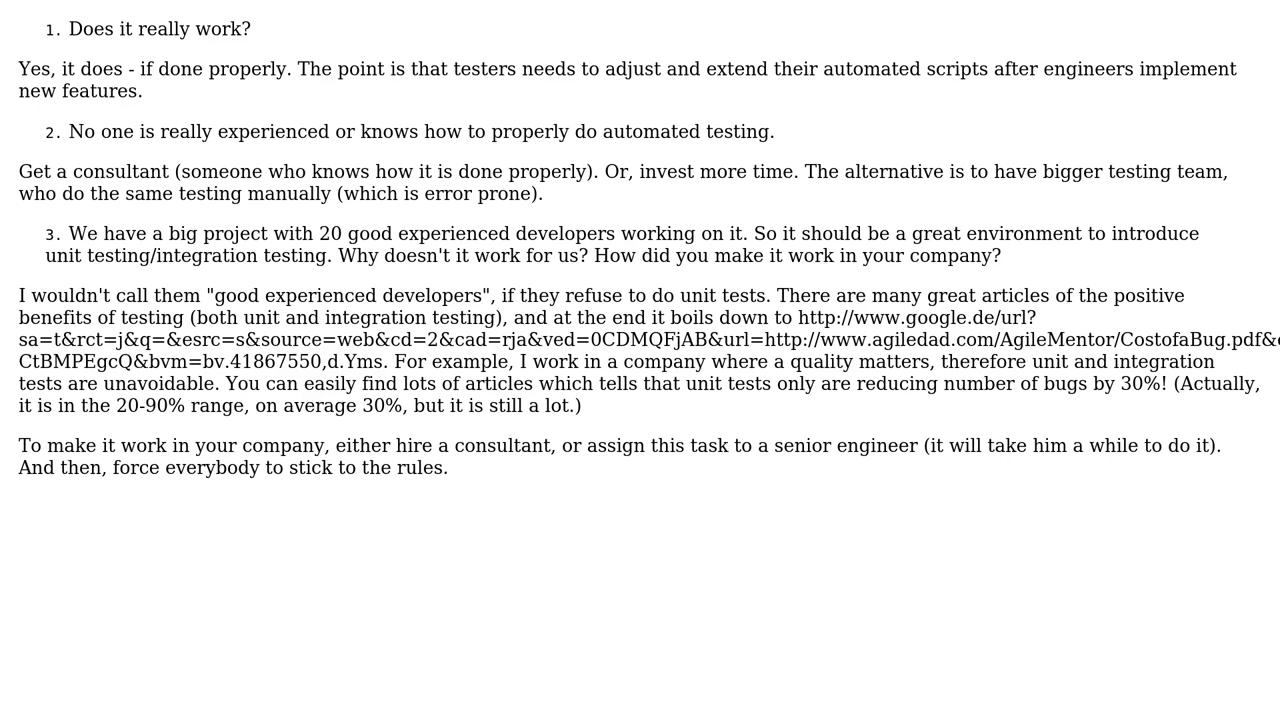 1. Does it really work?
Yes, it does - if done properly. The point is that testers needs to adjust and extend their automated scripts after engineers implement
new features.
2. No one is really experienced or knows how to properly do automated testing.
Get a consultant (someone who knows how it is done properly). Or, invest more time. The alternative is to have bigger testing team,
who do the same testing manually (which is error prone).
3. We have a big project with 20 good experienced developers working on it. So it should be a great environment to introduce
unit testing/integration testing. Why doesn't it work for us? How did you make it work in your company?
I wouldn't call them "good experienced developers", if they refuse to do unit tests. There are many great articles of the positive
benefits of testing (both unit and integration testing), and at the end it boils down to http://www.google.de/url?
sa=t&rct=j&q=&esrc=s&source=web&cd=2&cad=rja&ved=0CDMQFjAB&url=http://www.agiledad.com/AgileMentor/CostofaBug.pdf&
CtBMPEgcQ&bvm=bv.41867550,d.Yms. For example, I work in a company where a quality matters, therefore unit and integration
tests are unavoidable. You can easily find lots of articles which tells that unit tests only are reducing number of bugs by 30%! (Actually,
it is in the 20-90% range, on average 30%, but it is still a lot.)
To make it work in your company, either hire a consultant, or assign this task to a senior engineer (it will take him a while to do it).
And then, force everybody to stick to the rules.